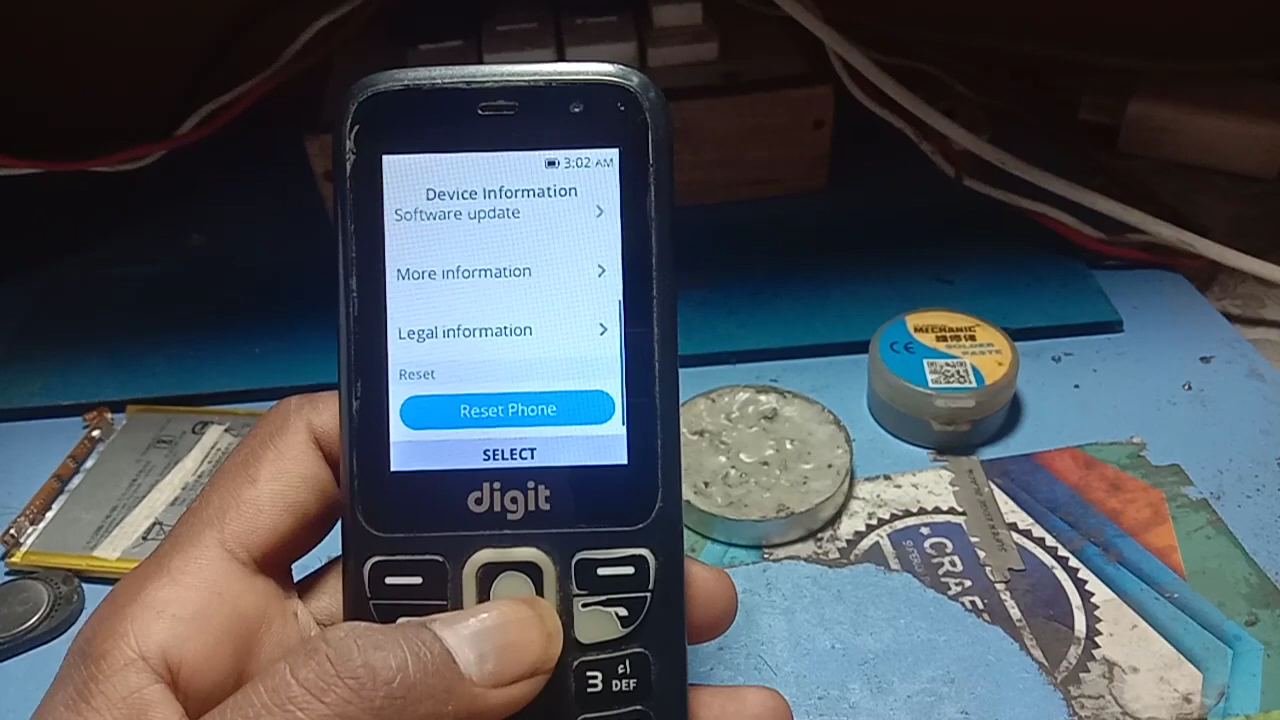 3:02 AM
Device Information
Software update
More information
Legal information
Reset
Reset Phone
SELECT
digit
3 اء
DEF
MECHANIC
SOLDER
PASTE
CE
CRAF